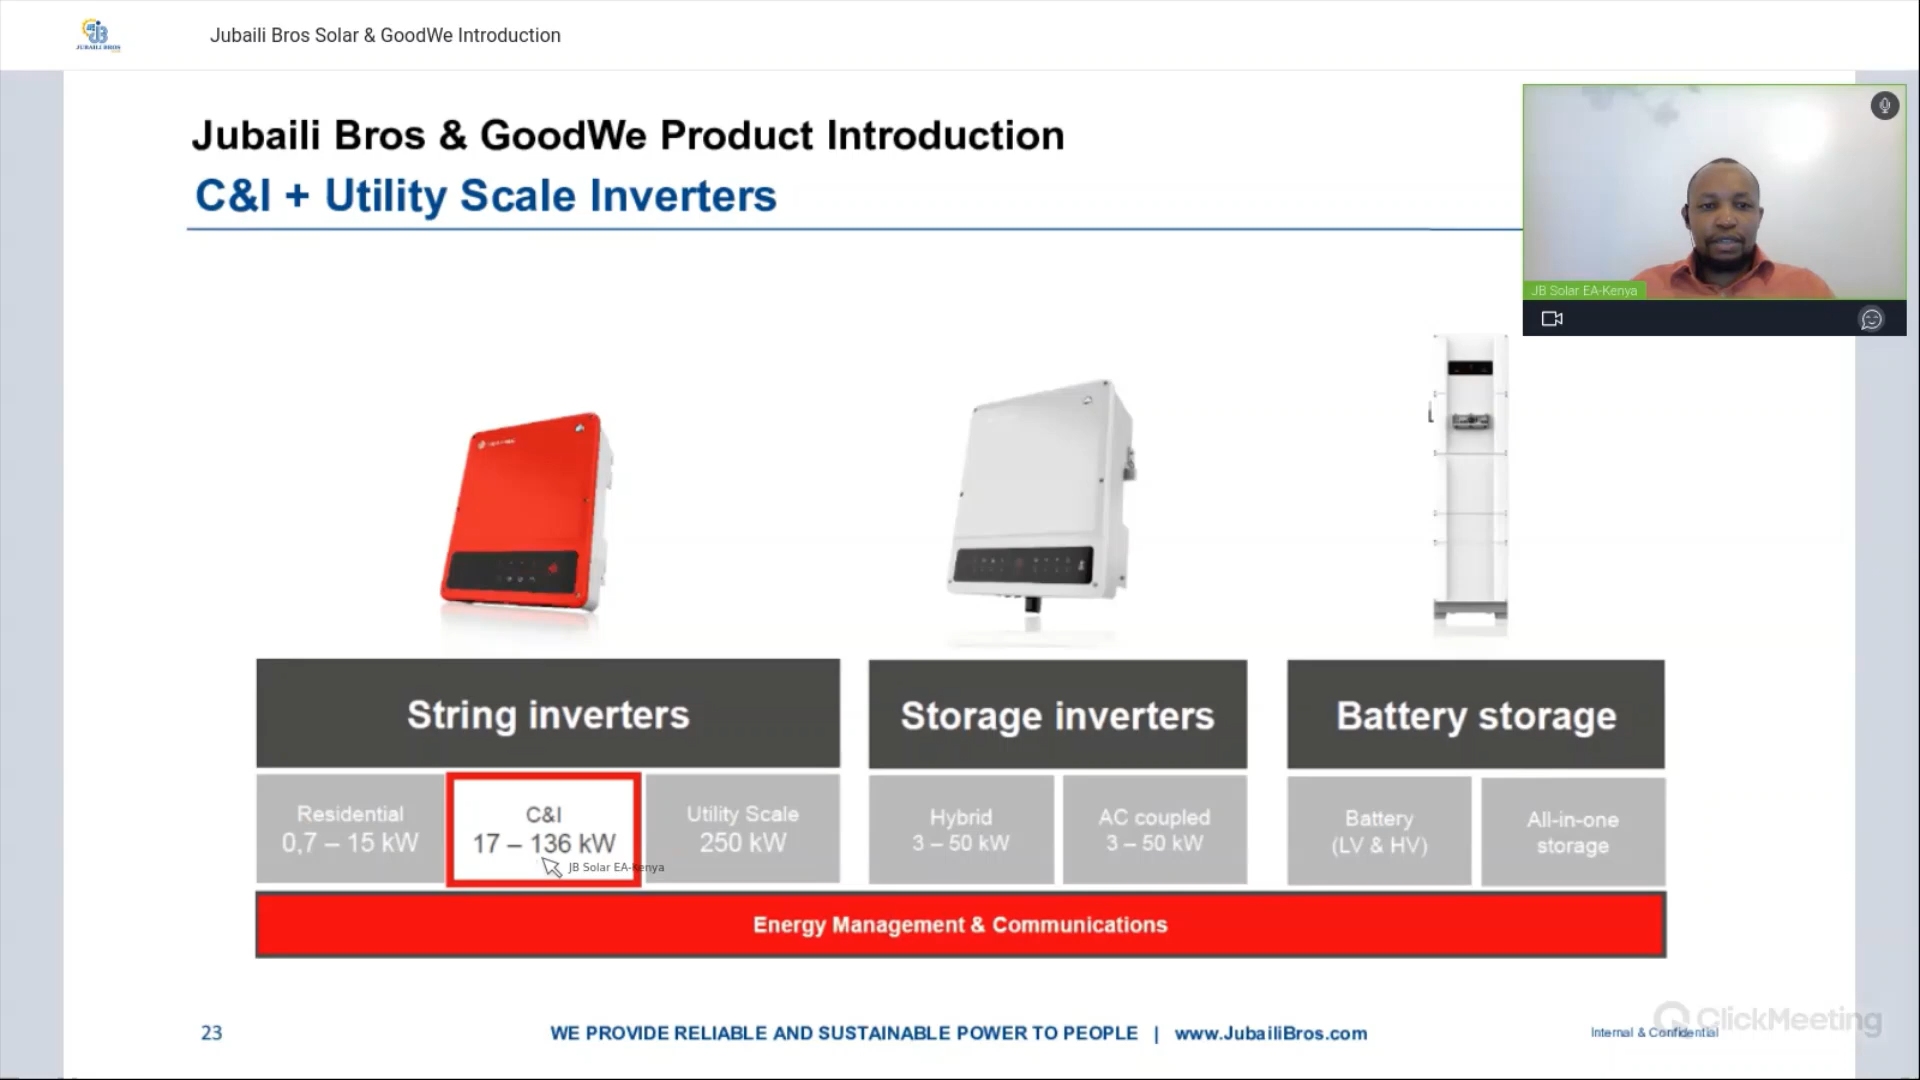 JUBAILI BROS
Jubaili Bros Solar & GoodWe Introduction
Jubaili Bros & GoodWe Product Introduction
C&I + Utility Scale Inverters
JB Solar EA-Kenya
String inverters
Storage inverters
Battery storage
Residential
0,7 – 15 kW
C&I
17 – 136 kW
Utility Scale
250 kW
Hybrid
3 – 50 kW
AC coupled
3 – 50 kW
Battery
(LV & HV)
All-in-one
storage
JB Solar EA-Kenya
Energy Management & Communications
23
WE PROVIDE RELIABLE AND SUSTAINABLE POWER TO PEOPLE | www.JubailiBros.com
Internal & Confidential
ClickMeeting